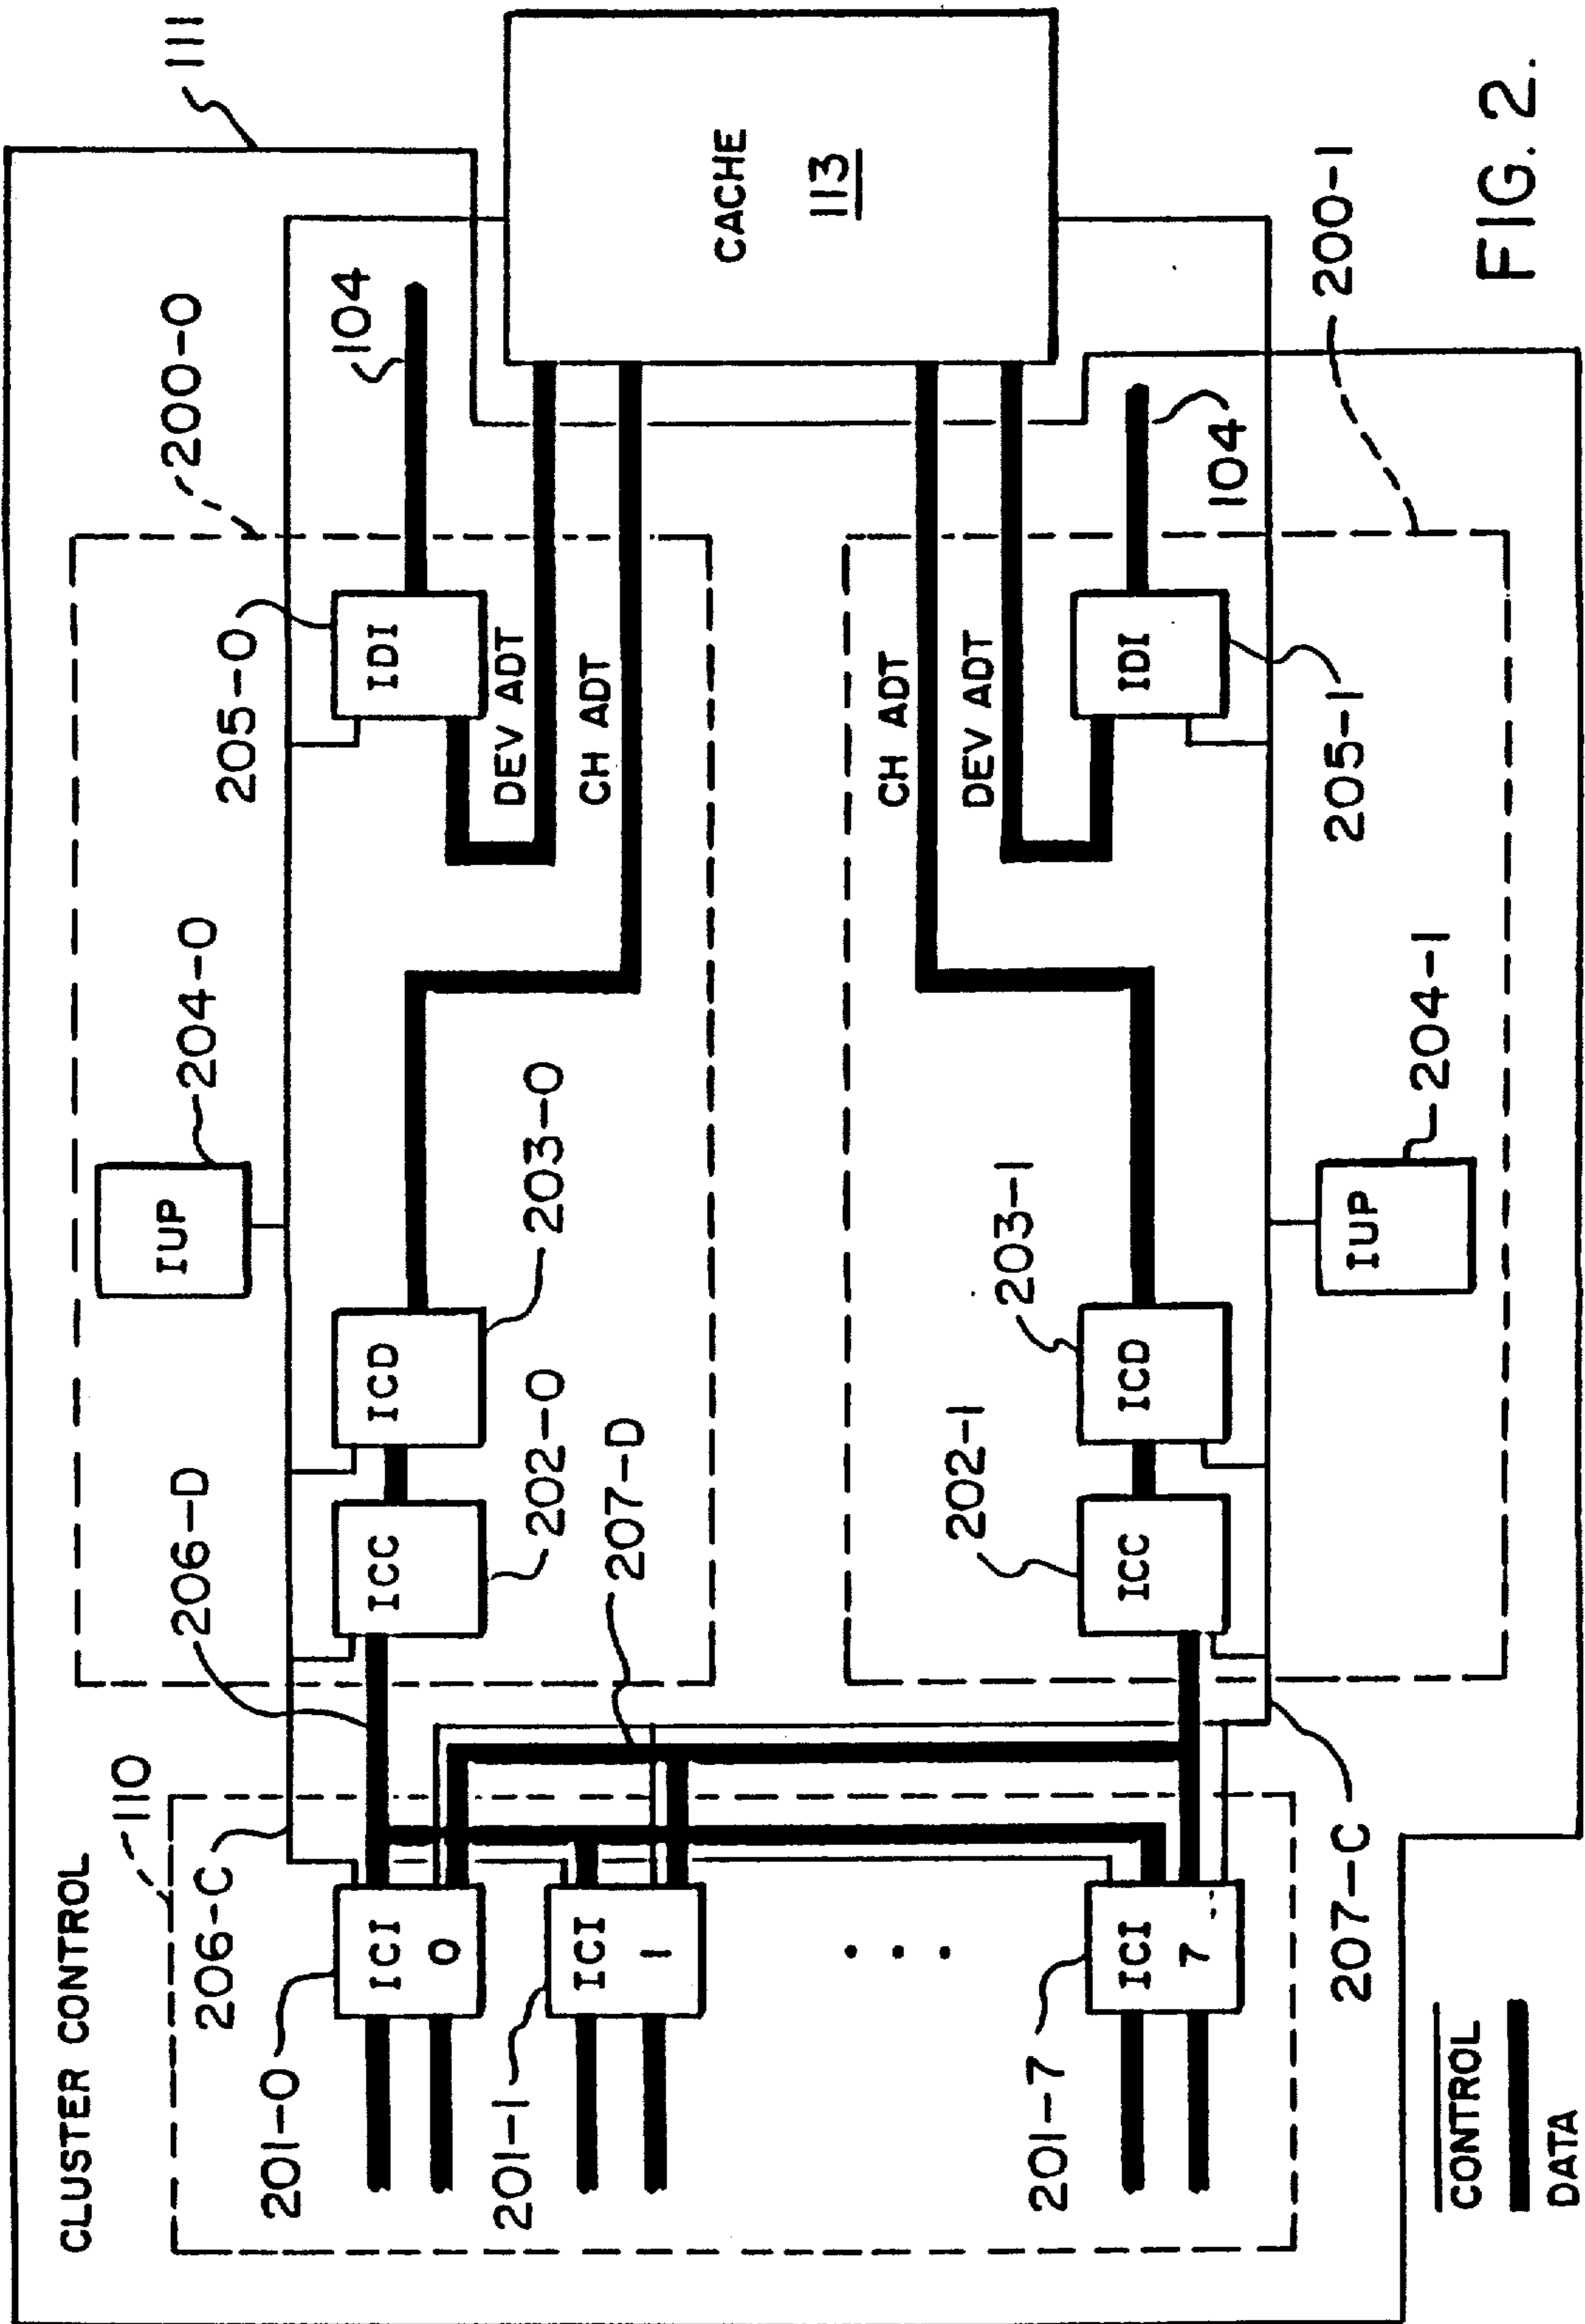 CLUSTER CONTROL
110
206-C
206-D
204-0
205-0
200-0
111
201-0
ICI
0
ICC
202-0
ICD
203-0
IUP
IDI
104
DEV ADT
CH ADT
201-1
ICI
1
207-D
CACHE
113
201-7
ICI
7
202-1
ICC
203-1
ICD
CH ADT
DEV ADT
IDI
104
207-C
IUP
204-1
205-1
200-1
CONTROL
DATA
FIG. 2.